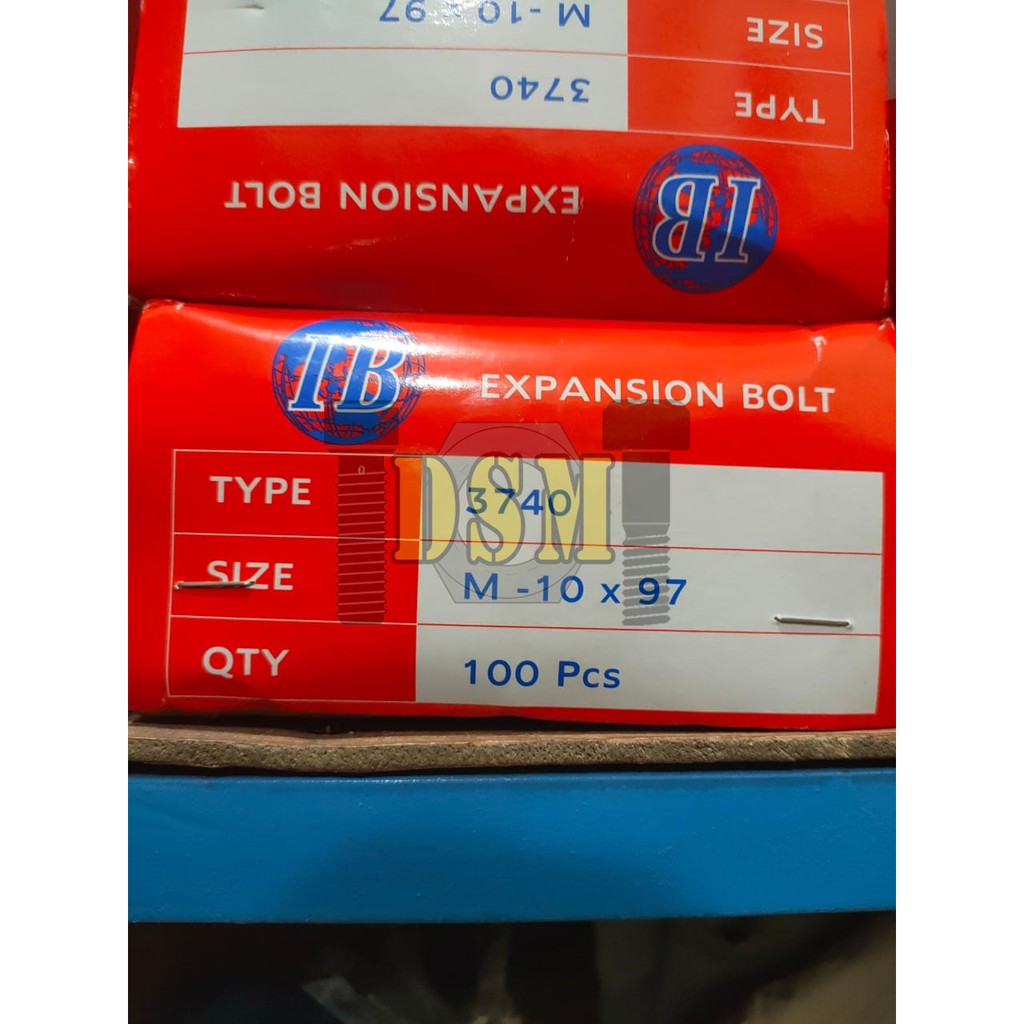 M -10 x 97
SIZE
3740
TYPE
EXPANSION BOLT
IB
IB
EXPANSION BOLT
TYPE
3740
SIZE
M -10 x 97
QTY
100 Pcs
DSM